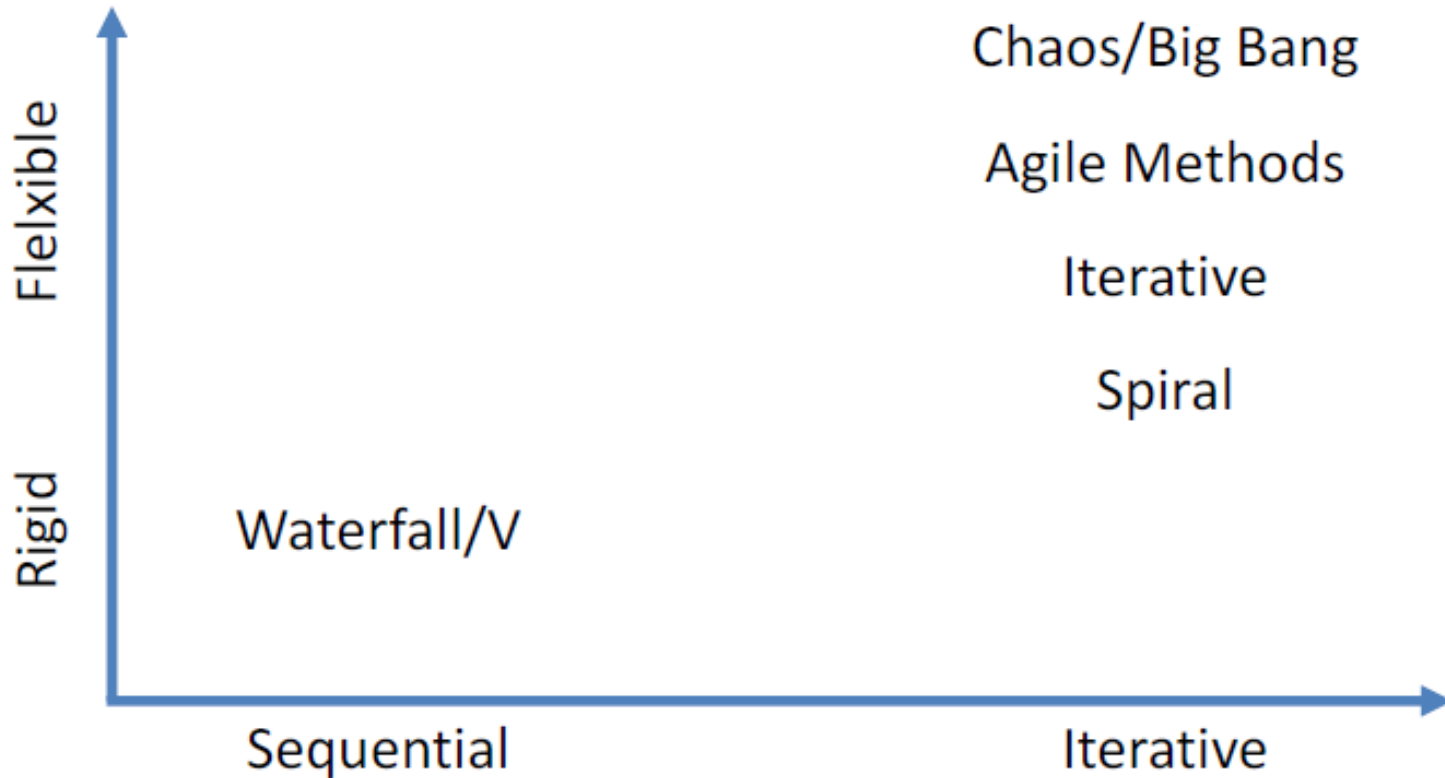 Chaos/Big Bang
Flelxible
Agile Methods
Iterative
Spiral
Rigid
Waterfall/V
Sequential
Iterative